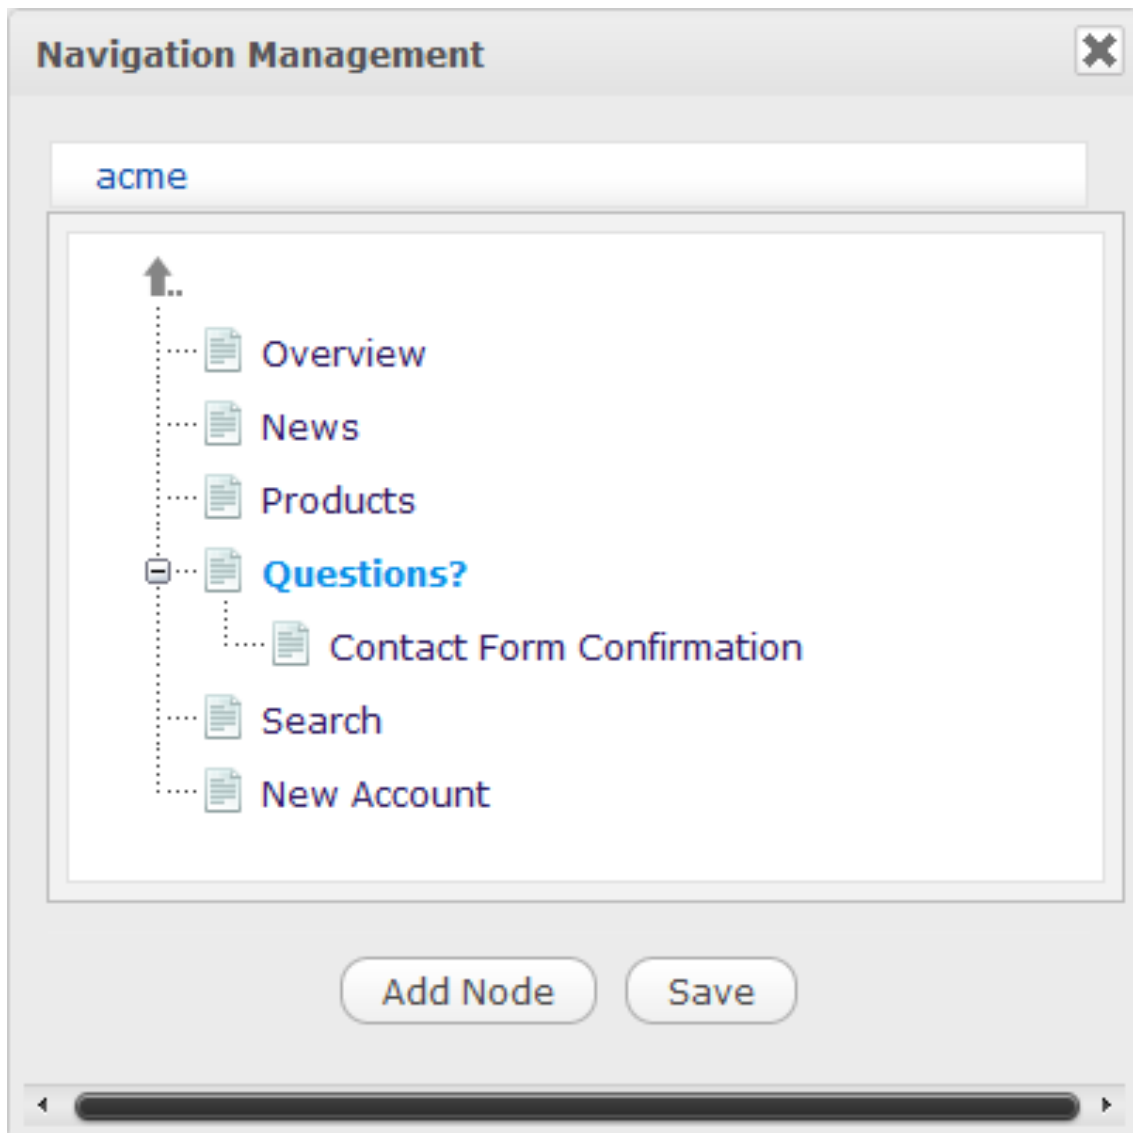 Navigation Management
acme
..
Overview
News
Products
Questions?
Contact Form Confirmation
Search
New Account
Add Node Save